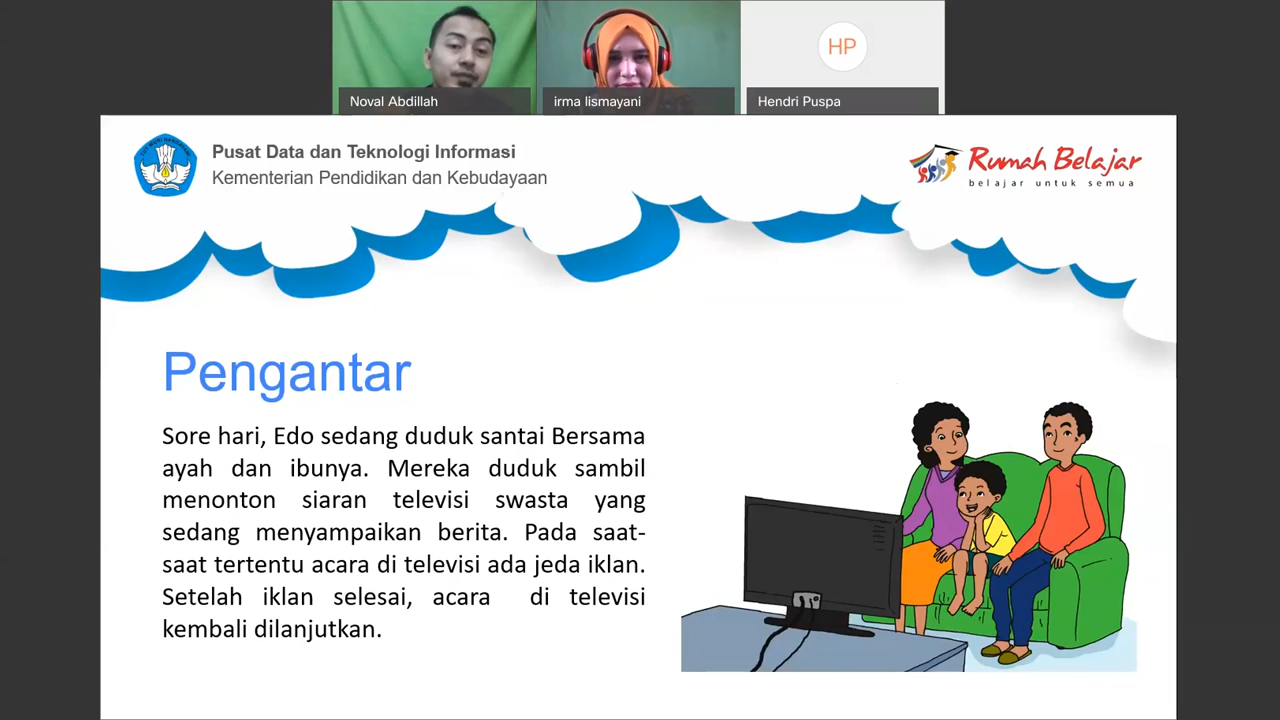 HP
Noval Abdillah
irma lismayani
Hendri Puspa
Pusat Data dan Teknologi Informasi
Kementerian Pendidikan dan Kebudayaan
Rumah Belajar
belajar untuk semua
Pengantar
Sore hari, Edo sedang duduk santai Bersama
ayah dan ibunya. Mereka duduk sambil
menonton siaran televisi swasta yang
sedang menyampaikan berita. Pada saat-
saat tertentu acara di televisi ada jeda iklan.
Setelah iklan selesai, acara di televisi
kembali dilanjutkan.